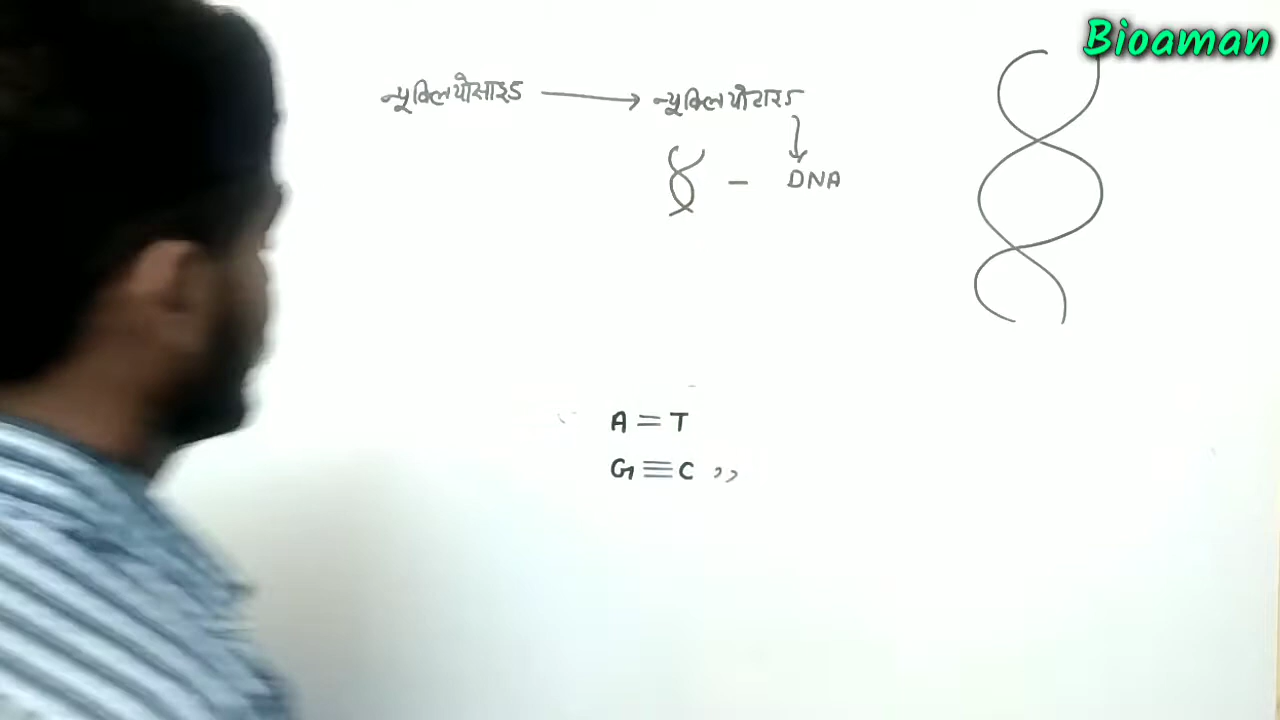 Bioaman
न्यूक्लियोसाइड → न्यूक्लियोटाइड
DNA
A = T
G ≡ C ,,